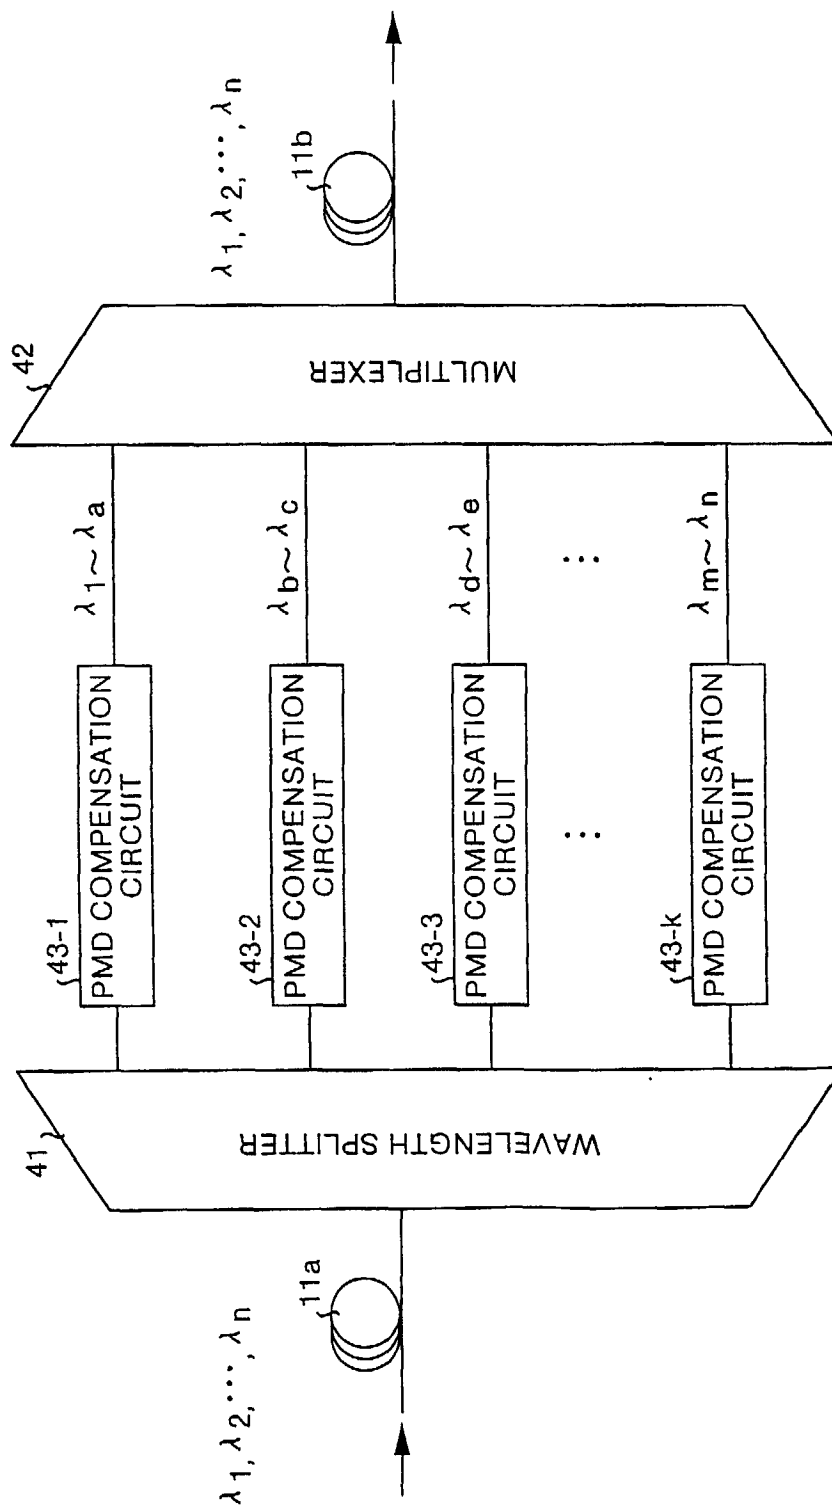 λ1, λ2, ···, λn
11a
41
WAVELENGTH SPLITTER
43-1
PMD COMPENSATION
CIRCUIT
λ1~λa
43-2
PMD COMPENSATION
CIRCUIT
λb~λc
43-3
PMD COMPENSATION
CIRCUIT
λd~λe
···
···
43-k
PMD COMPENSATION
CIRCUIT
λm~λn
42
MULTIPLEXER
λ1, λ2, ···, λn
11b